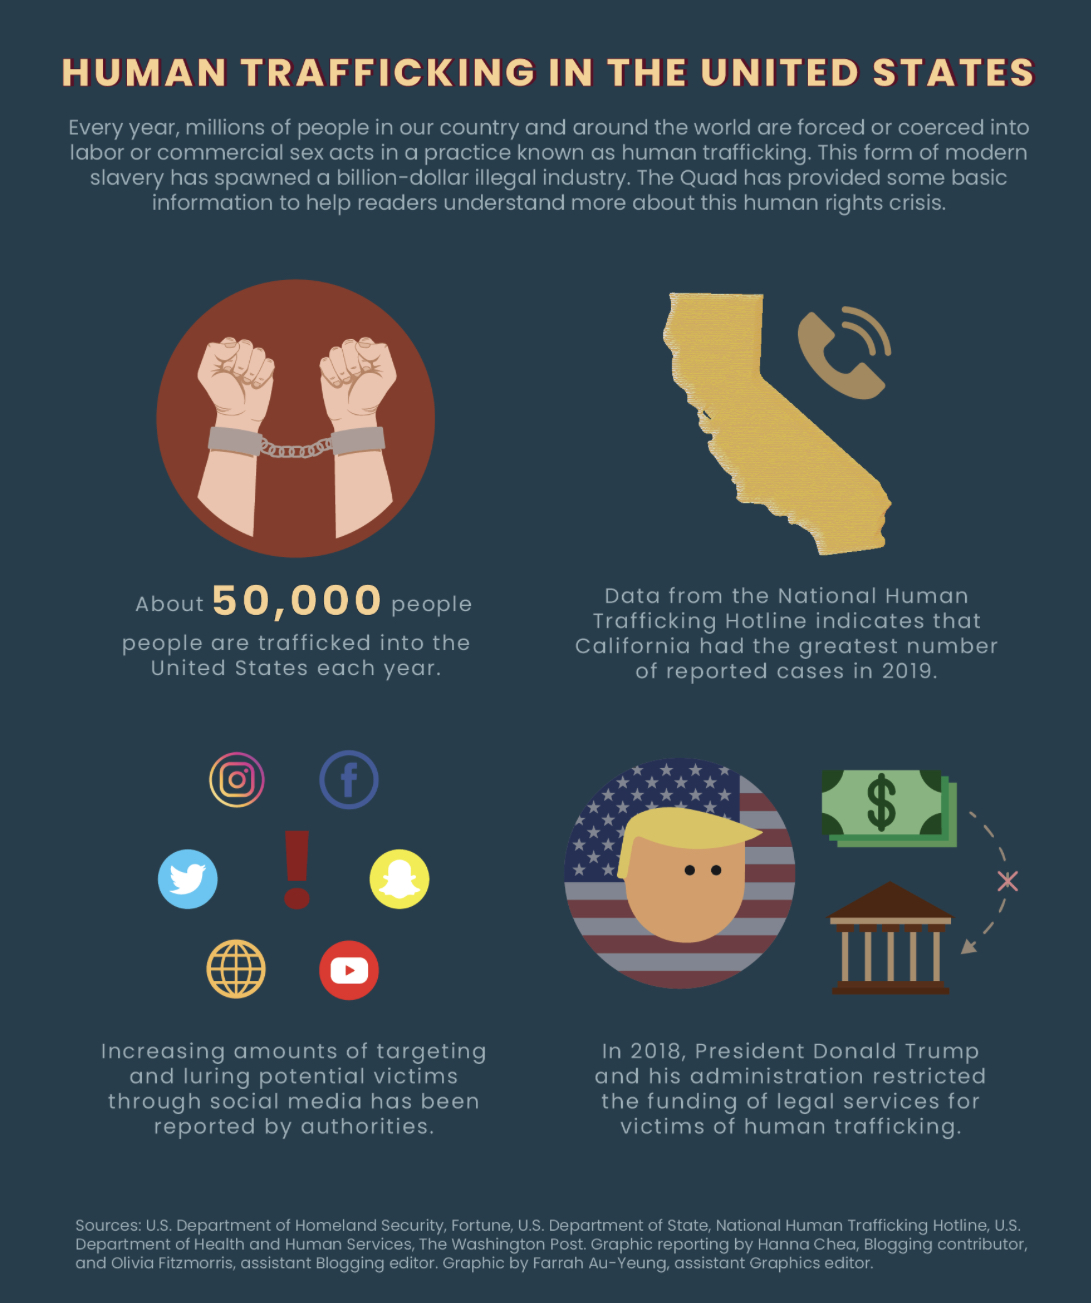 HUMAN TRAFFICKING IN THE UNITED STATES
Every year, millions of people in our country and around the world are forced or coerced into
labor or commercial sex acts in a practice known as human trafficking. This form of modern
slavery has spawned a billion-dollar illegal industry. The Quad has provided some basic
information to help readers understand more about this human rights crisis.
About 50,000 people
people are trafficked into the
United States each year.
Data from the National Human
Trafficking Hotline indicates that
California had the greatest number
of reported cases in 2019.
$
Increasing amounts of targeting
and luring potential victims
through social media has been
reported by authorities.
In 2018, President Donald Trump
and his administration restricted
the funding of legal services for
victims of human trafficking.
Sources: U.S. Department of Homeland Security, Fortune, U.S. Department of State, National Human Trafficking Hotline, U.S.
Department of Health and Human Services, The Washington Post. Graphic reporting by Hanna Chea, Blogging contributor,
and Olivia Fitzmorris, assistant Blogging editor. Graphic by Farrah Au-Yeung, assistant Graphics editor.